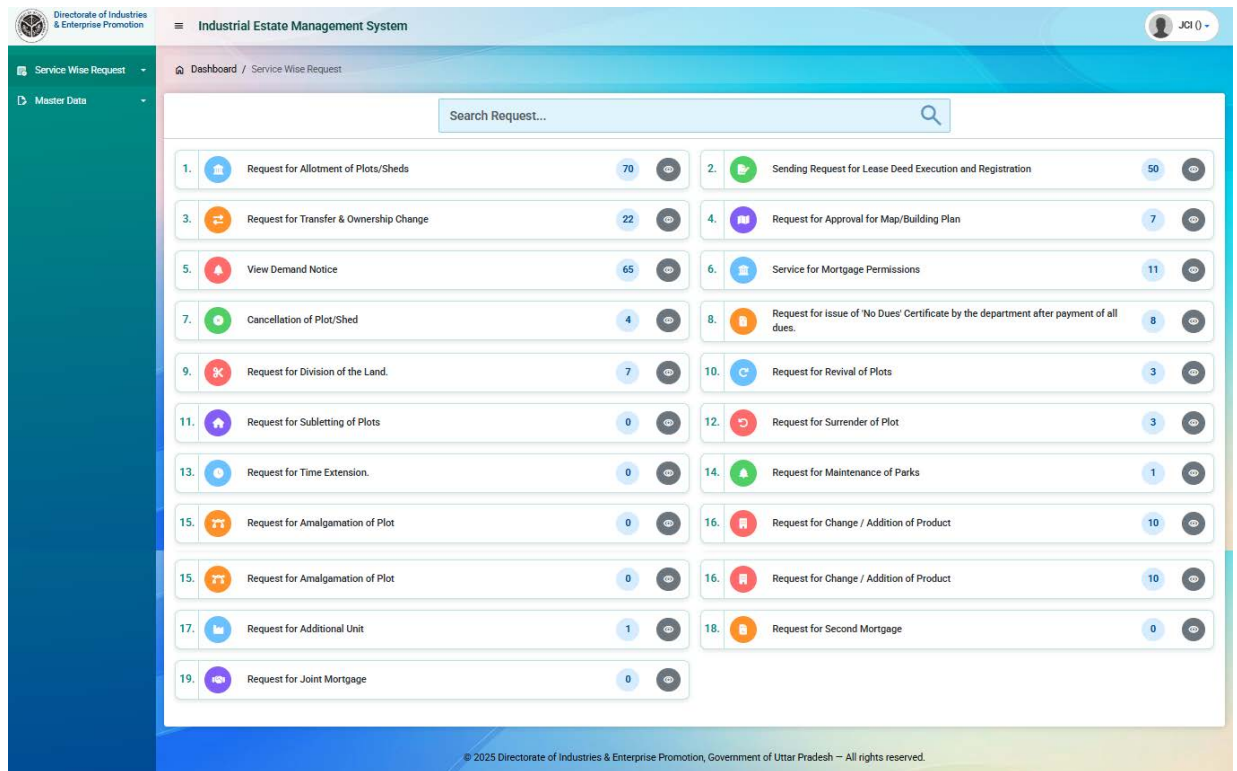 Directorate of Industries
& Enterprise Promotion
Industrial Estate Management System
JCI ()
Service Wise Request
Master Data
Dashboard / Service Wise Request
Search Request...
1. Request for Allotment of Plots/Sheds 70
2. Sending Request for Lease Deed Execution and Registration 50
3. Request for Transfer & Ownership Change 22
4. Request for Approval for Map/Building Plan 7
5. View Demand Notice 65
6. Service for Mortgage Permissions 11
7. Cancellation of Plot/Shed 4
8. Request for issue of 'No Dues' Certificate by the department after payment of all
dues. 8
9. Request for Division of the Land. 7
10. Request for Revival of Plots 3
11. Request for Subletting of Plots 0
12. Request for Surrender of Plot 3
13. Request for Time Extension. 0
14. Request for Maintenance of Parks 1
15. Request for Amalgamation of Plot 0
16. Request for Change / Addition of Product 10
15. Request for Amalgamation of Plot 0
16. Request for Change / Addition of Product 10
17. Request for Additional Unit 1
18. Request for Second Mortgage 0
19. Request for Joint Mortgage 0
© 2025 Directorate of Industries & Enterprise Promotion, Government of Uttar Pradesh — All rights reserved.